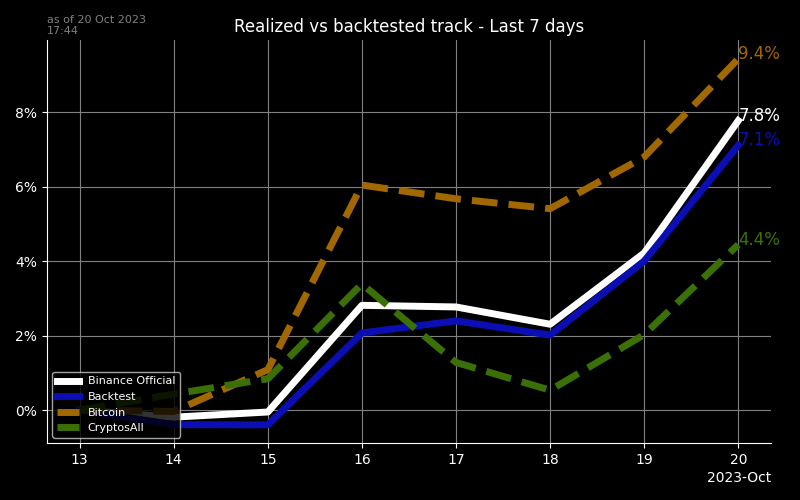 as of 20 Oct 2023
17:44
Realized vs backtested track - Last 7 days
9.4%
8%
7.8%
7.1%
6%
4.4%
4%
2%
0%
Binance Official
Backtest
Bitcoin
CryptosAll
13 14 15 16 17 18 19 20
2023-Oct